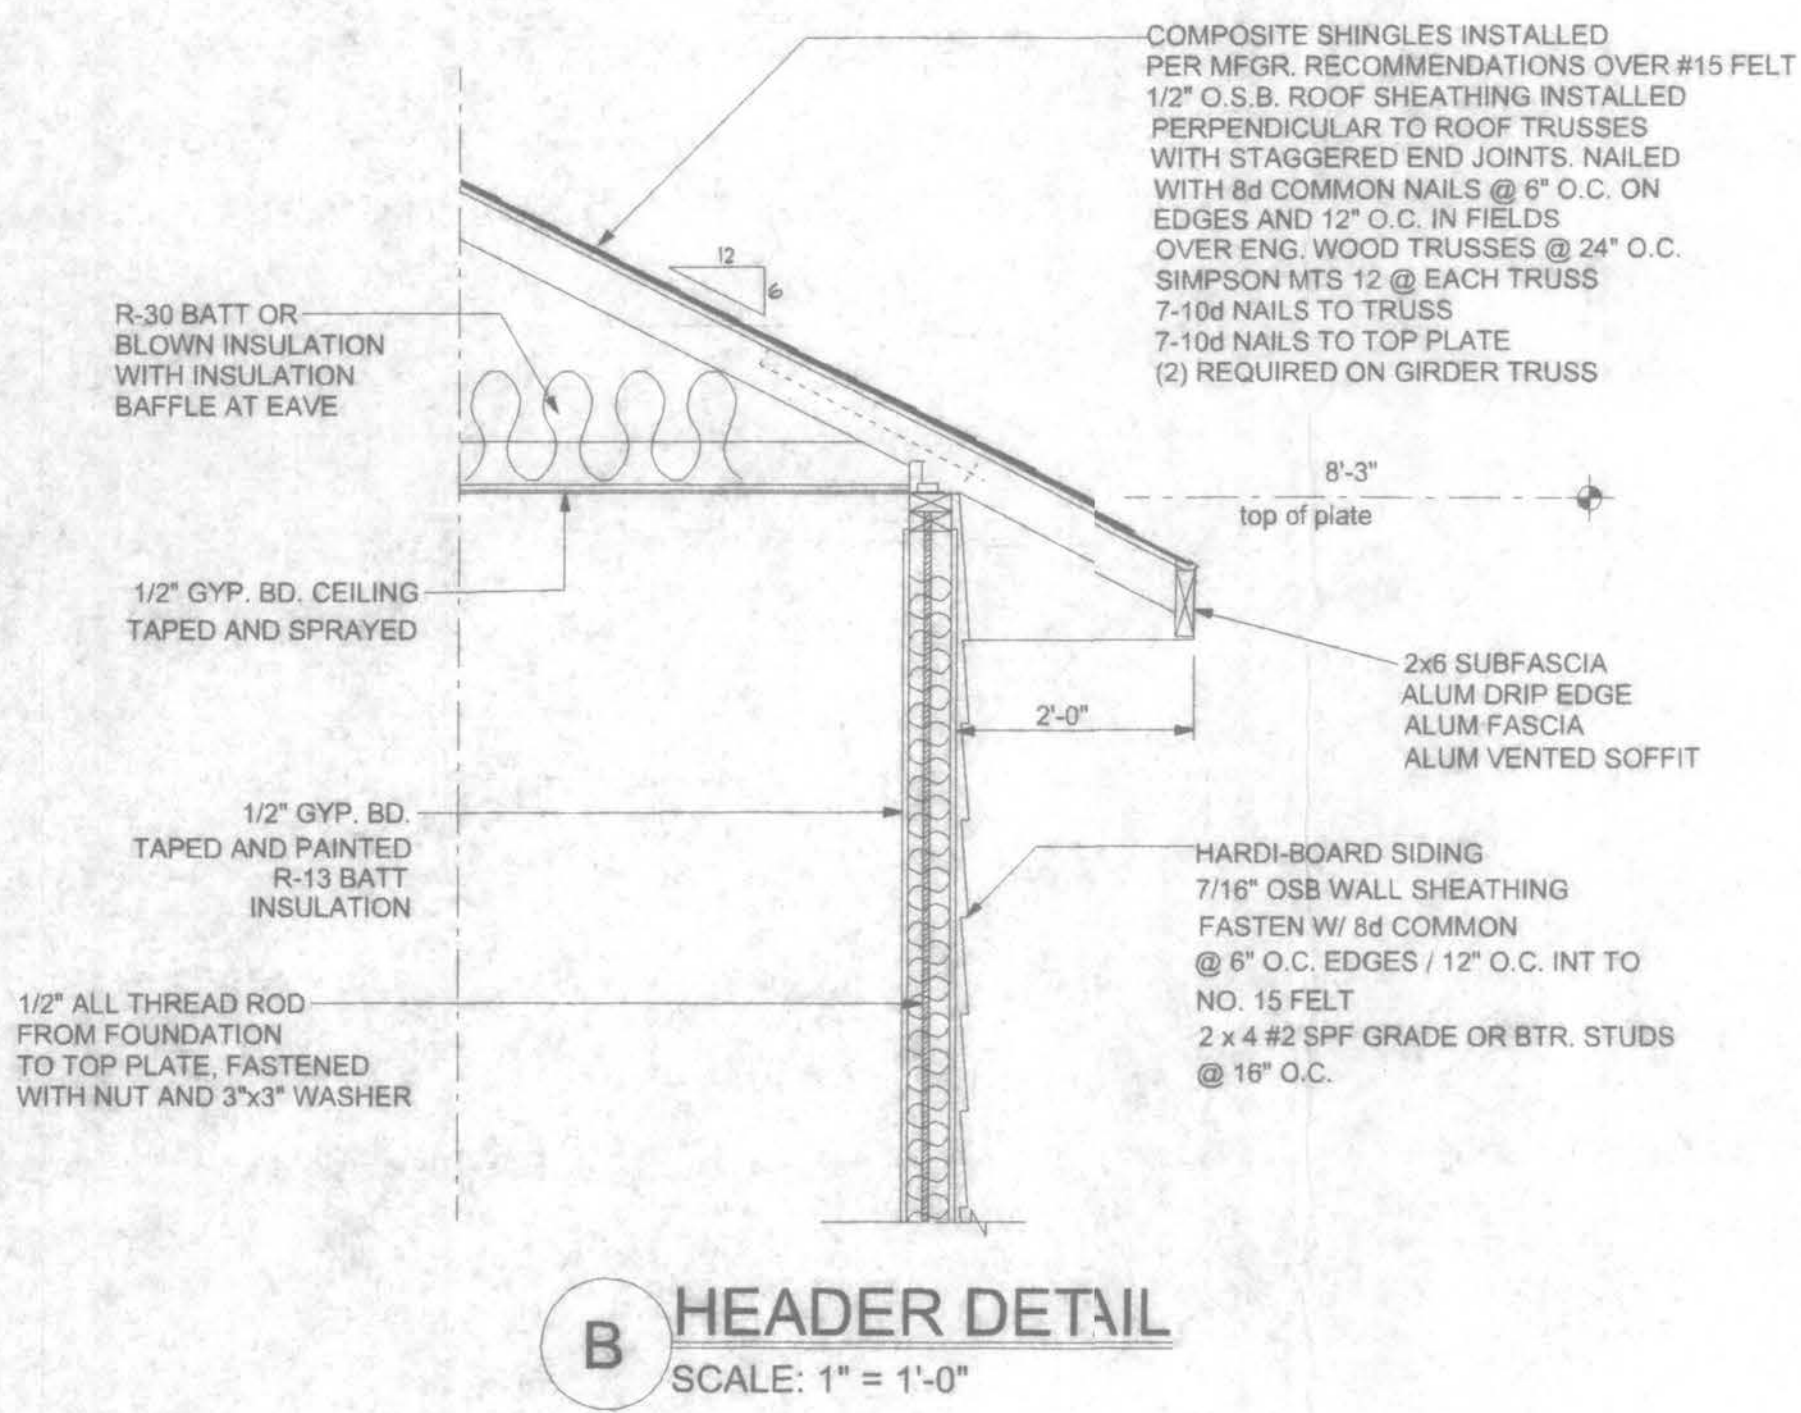 COMPOSITE SHINGLES INSTALLED
PER MFGR. RECOMMENDATIONS OVER #15 FELT
1/2" O.S.B. ROOF SHEATHING INSTALLED
PERPENDICULAR TO ROOF TRUSSES
WITH STAGGERED END JOINTS. NAILED
WITH 8d COMMON NAILS @ 6" O.C. ON
EDGES AND 12" O.C. IN FIELDS
OVER ENG. WOOD TRUSSES @ 24" O.C.
SIMPSON MTS 12 @ EACH TRUSS
7-10d NAILS TO TRUSS
7-10d NAILS TO TOP PLATE
(2) REQUIRED ON GIRDER TRUSS
12
6
R-30 BATT OR
BLOWN INSULATION
WITH INSULATION
BAFFLE AT EAVE
8'-3"
top of plate
1/2" GYP. BD. CEILING
TAPED AND SPRAYED
2x6 SUBFASCIA
ALUM DRIP EDGE
ALUM FASCIA
ALUM VENTED SOFFIT
2'-0"
1/2" GYP. BD.
TAPED AND PAINTED
R-13 BATT
INSULATION
HARDI-BOARD SIDING
7/16" OSB WALL SHEATHING
FASTEN W/ 8d COMMON
@ 6" O.C. EDGES / 12" O.C. INT TO
NO. 15 FELT
2 x 4 #2 SPF GRADE OR BTR. STUDS
@ 16" O.C.
1/2" ALL THREAD ROD
FROM FOUNDATION
TO TOP PLATE, FASTENED
WITH NUT AND 3"x3" WASHER
B
HEADER DETAIL
SCALE: 1" = 1'-0"